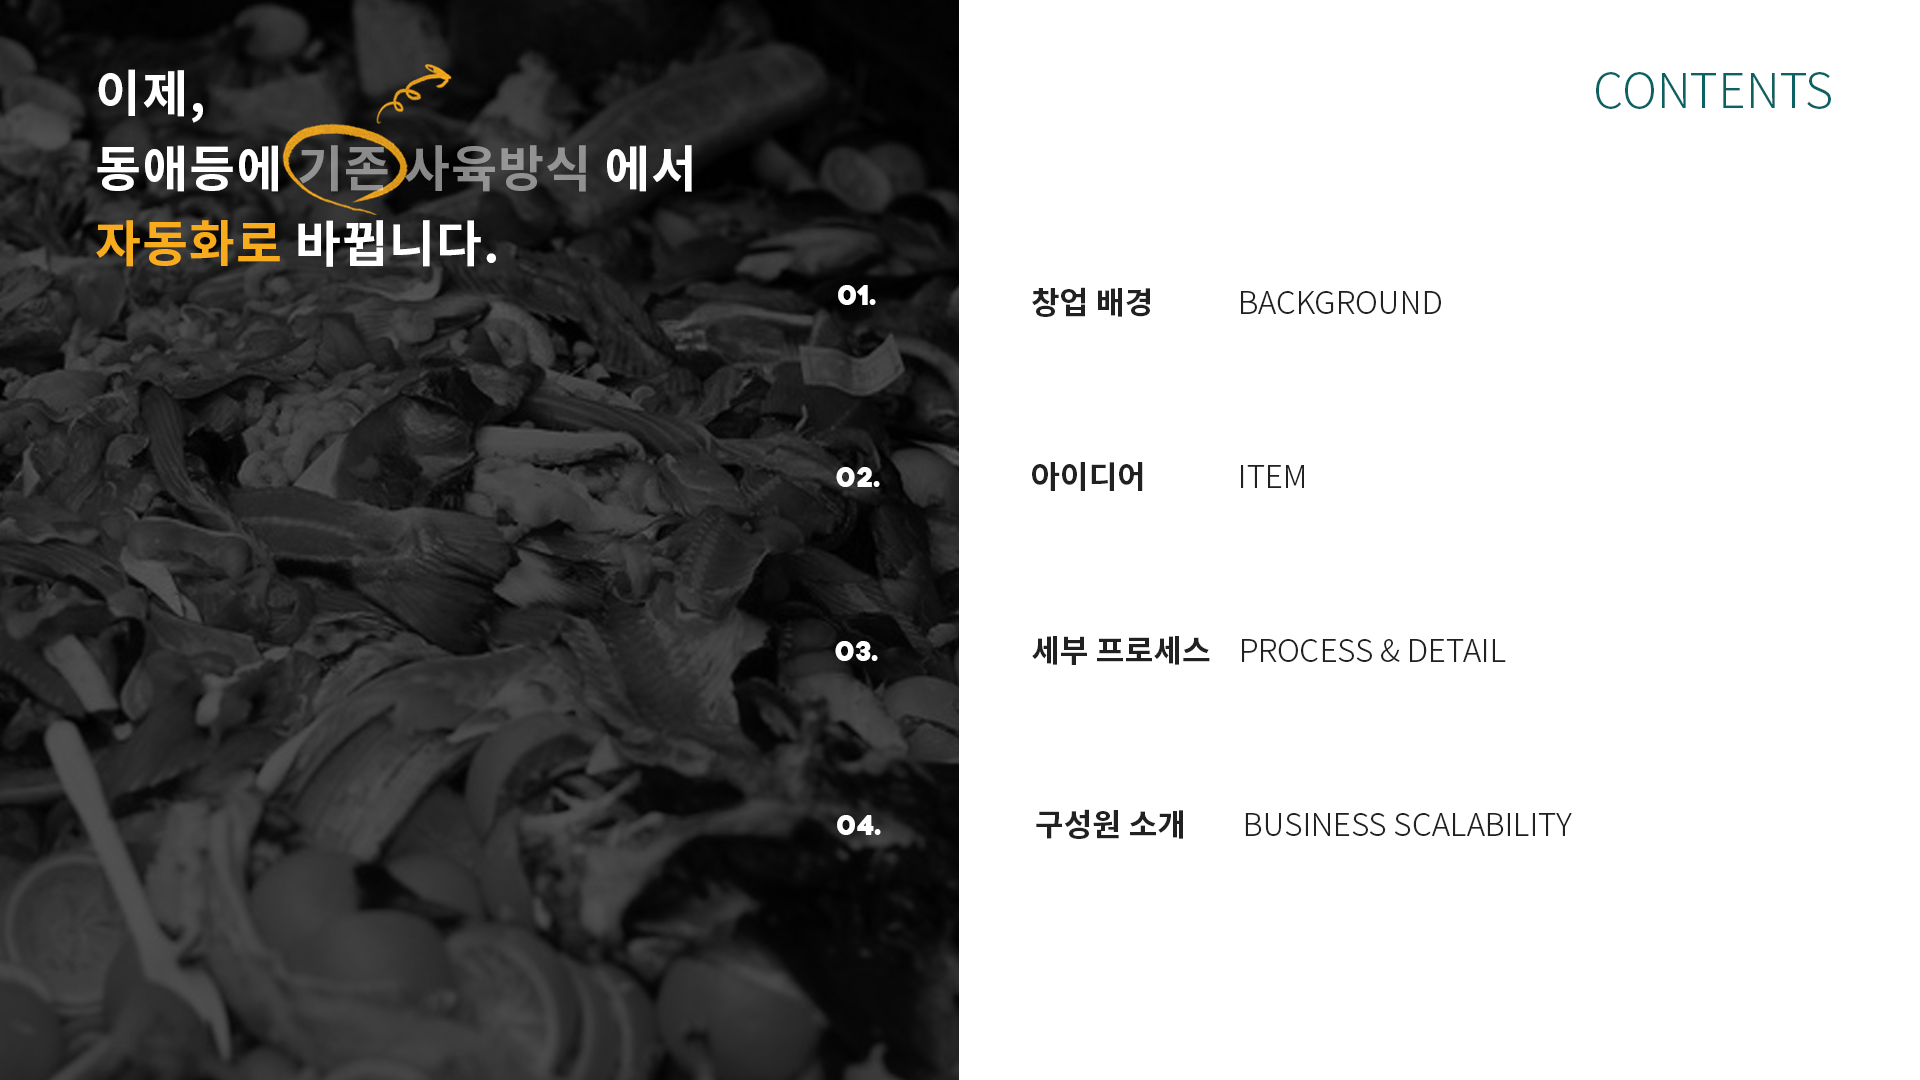 이제,
동애등에 기존 사육방식 에서
자동화로 바뀝니다.
CONTENTS
01. 창업 배경 BACKGROUND
02. 아이디어 ITEM
03. 세부 프로세스 PROCESS & DETAIL
04. 구성원 소개 BUSINESS SCALABILITY